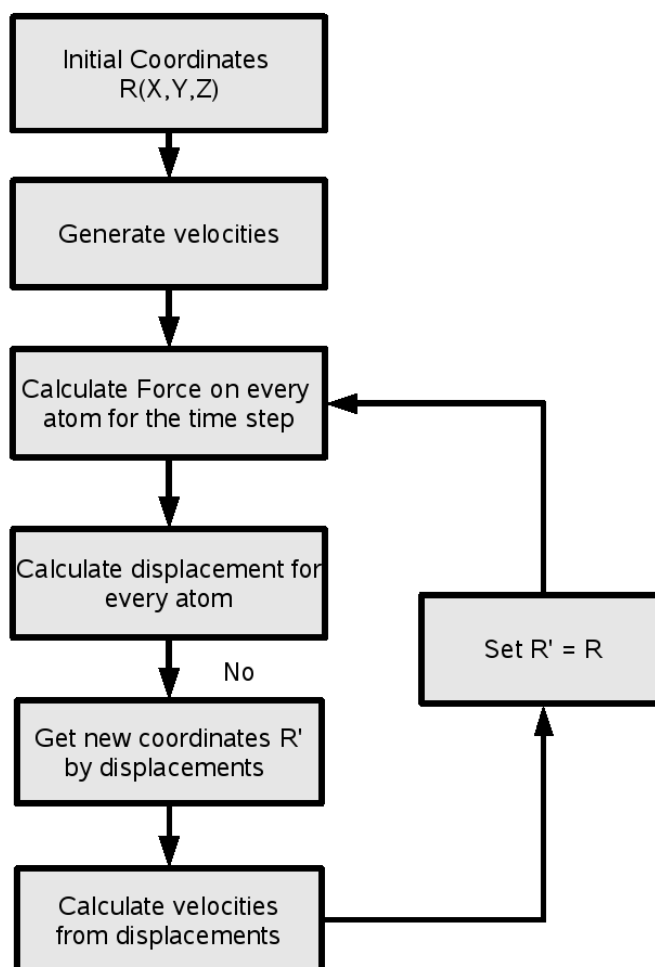 Initial Coordinates
R(X,Y,Z)
Generate velocities
Calculate Force on every
atom for the time step
Calculate displacement for
every atom
No
Get new coordinates R'
by displacements
Calculate velocities
from displacements
Set R' = R